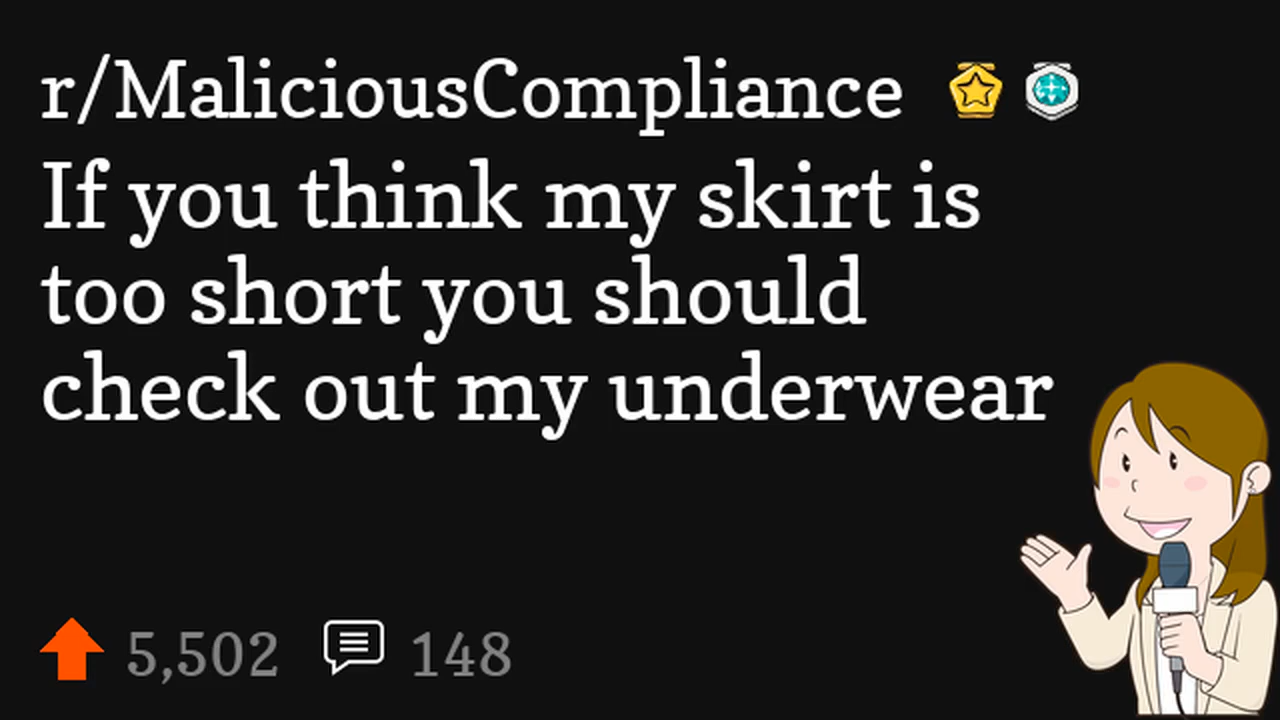 r/MaliciousCompliance
If you think my skirt is
too short you should
check out my underwear
5,502 148